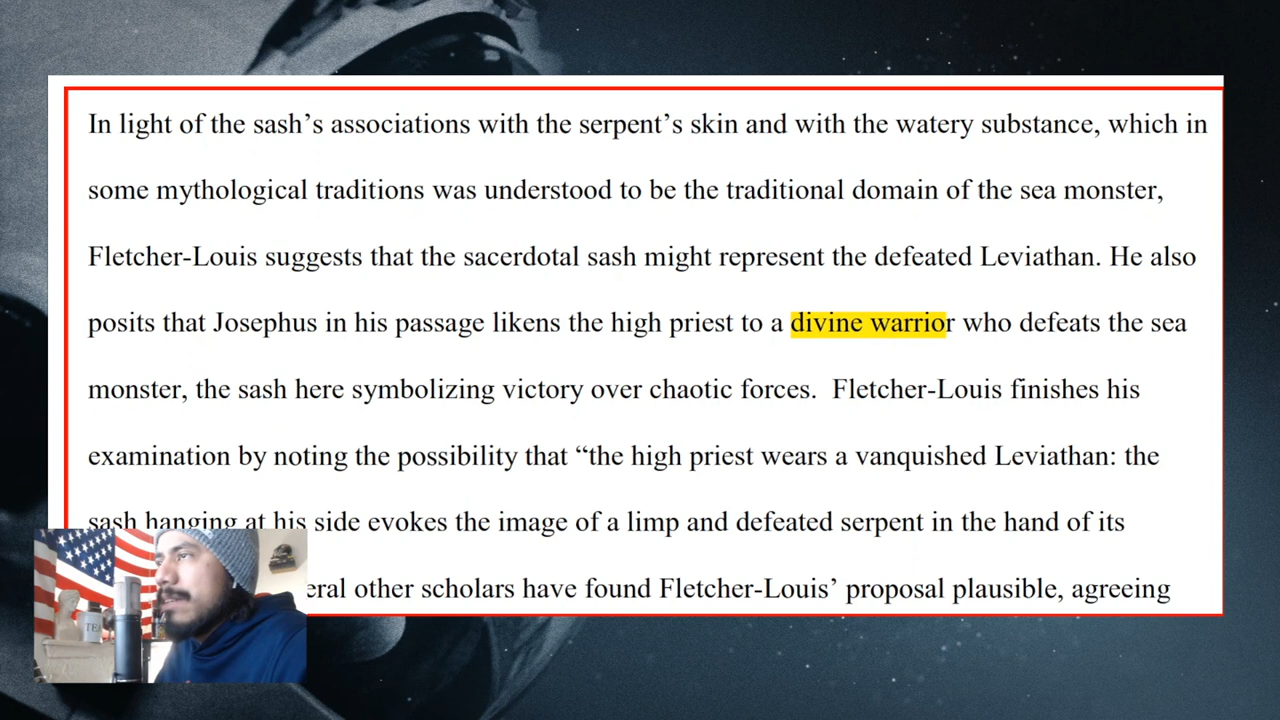 In light of the sash’s associations with the serpent’s skin and with the watery substance, which in
some mythological traditions was understood to be the traditional domain of the sea monster,
Fletcher-Louis suggests that the sacerdotal sash might represent the defeated Leviathan. He also
posits that Josephus in his passage likens the high priest to a divine warrior who defeats the sea
monster, the sash here symbolizing victory over chaotic forces.  Fletcher-Louis finishes his
examination by noting the possibility that “the high priest wears a vanquished Leviathan: the
sash hanging at his side evokes the image of a limp and defeated serpent in the hand of its
eral other scholars have found Fletcher-Louis’ proposal plausible, agreeing